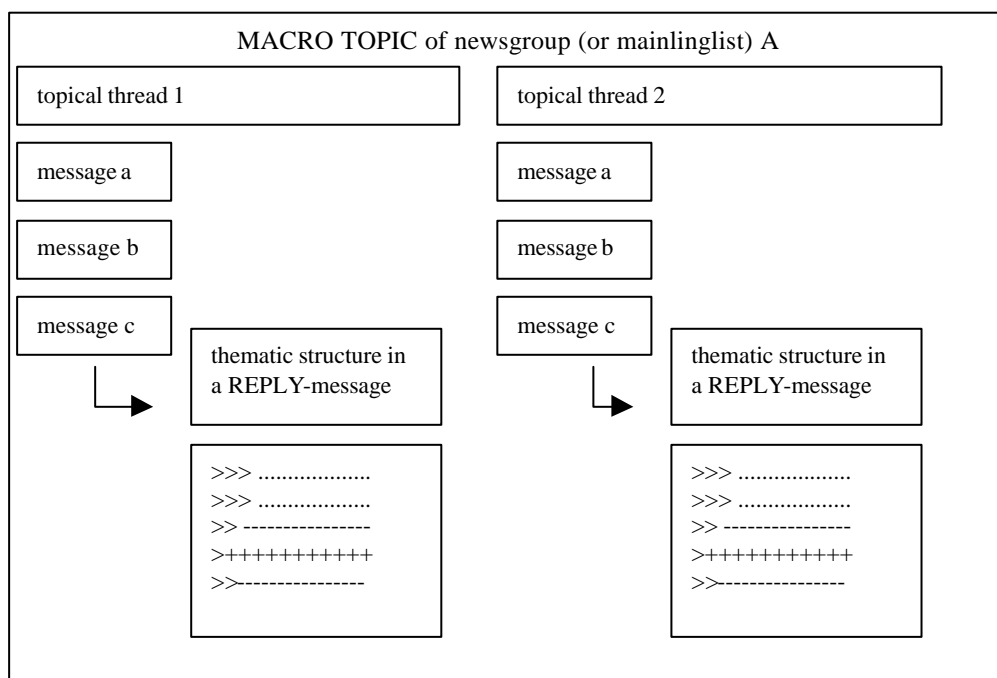 MACRO TOPIC of newsgroup (or mainlinglist) A
topical thread 1
message a
message b
message c
thematic structure in
a REPLY-message
>>> ...................
>>> ...................
>> ----------------
>+++++++++++
>>----------------
topical thread 2
message a
message b
message c
thematic structure in
a REPLY-message
>>> ...................
>>> ...................
>> ----------------
>+++++++++++
>>----------------